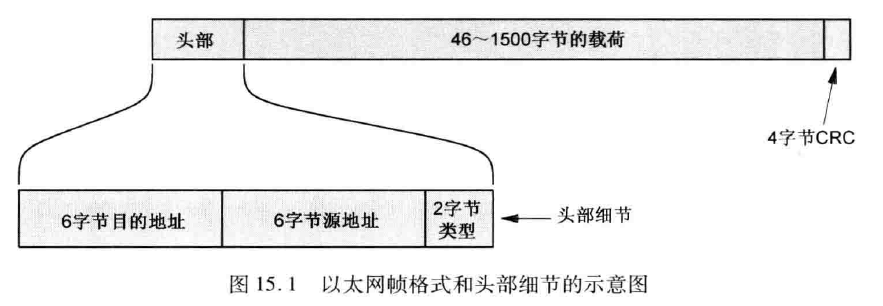 头部
46～1500字节的载荷
4字节CRC
6字节目的地址
6字节源地址
2字节
类型
头部细节
图 15.1 以太网帧格式和头部细节的示意图